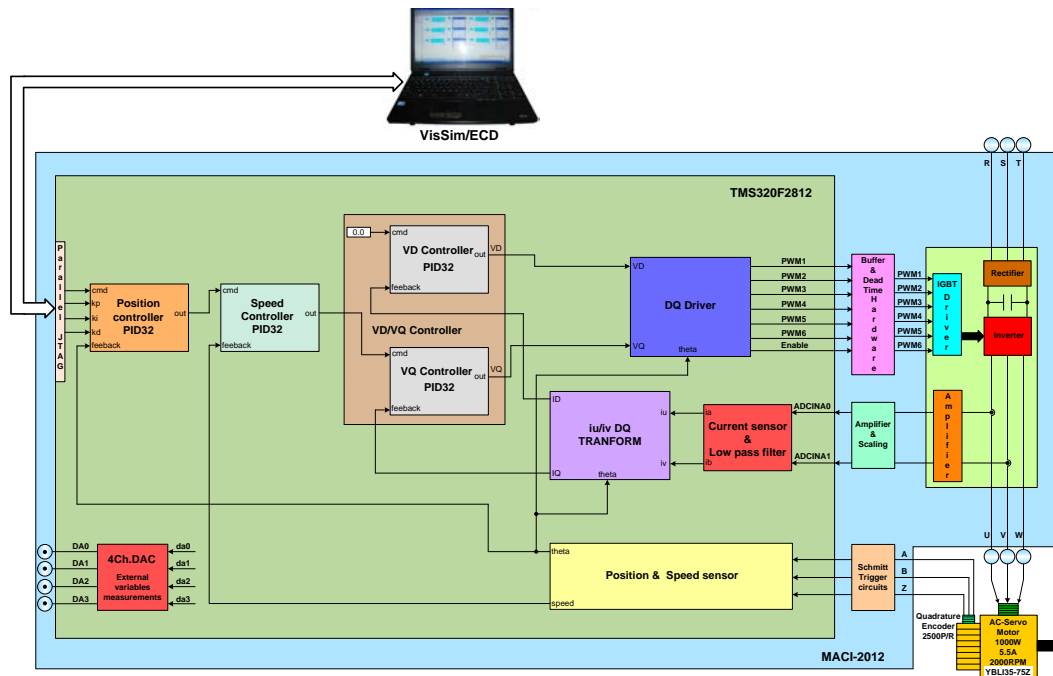 VisSim/ECD
R S T
TMS320F2812
Parallel JTAG
cmd
kp
ki
kd
feeback
Position
controller
PID32
out
cmd
feeback
Speed
Controller
PID32
out
0.0
cmd
feeback
VD Controller
PID32
out
VD
VD/VQ Controller
cmd
feeback
VQ Controller
PID32
out
VQ
VD
VQ
DQ Driver
theta
PWM1
PWM2
PWM3
PWM4
PWM5
PWM6
Enable
Buffer
&
Dead
Time
Hardware
PWM1
PWM2
PWM3
PWM4
PWM5
PWM6
IGBT
Driver
Rectifier
Inverter
ID
IQ
iu/iv DQ
TRANFORM
theta
iu
iv
ia
ib
Current sensor
&
Low pass filter
ADCINA0
ADCINA1
Amplifier
&
Scaling
Amplifier
DA0
DA1
DA2
DA3
4Ch.DAC
External
variables
measurements
da0
da1
da2
da3
theta
speed
Position & Speed sensor
Schmitt
Trigger
circuits
A
B
Z
U V W
Quadrature
Encoder
2500P/R
AC-Servo
Motor
1000W
5.5A
2000RPM
YBLI35-75Z
MACI-2012